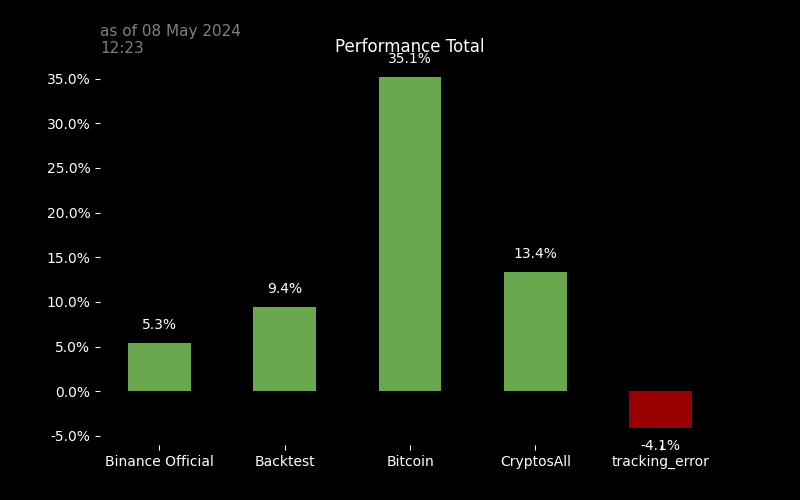 as of 08 May 2024
12:23
Performance Total
35.1%
35.0%
30.0%
25.0%
20.0%
15.0%
10.0%
5.0%
0.0%
-5.0%
5.3%
9.4%
13.4%
-4.1%
Binance Official
Backtest
Bitcoin
CryptosAll
tracking_error